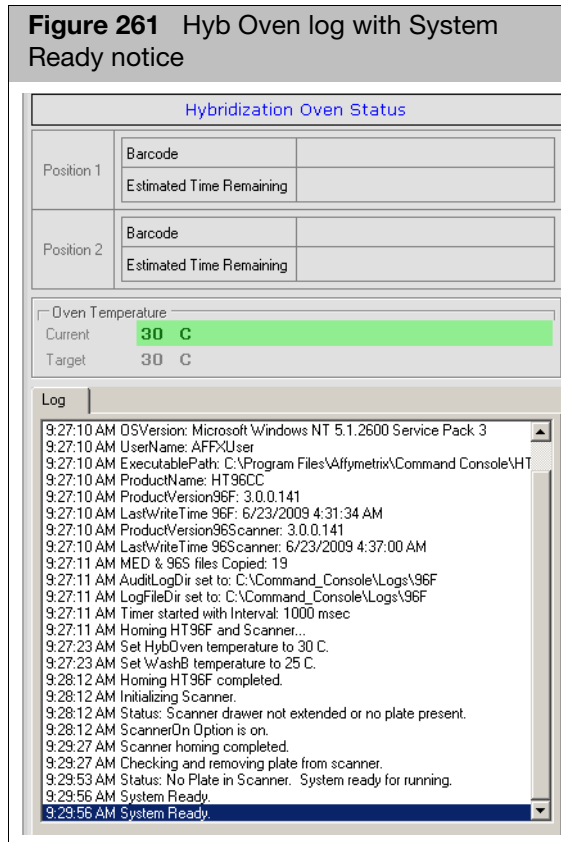 Figure 261 Hyb Oven log with System
Ready notice
Hybridization Oven Status
Position 1
Barcode
Estimated Time Remaining
Position 2
Barcode
Estimated Time Remaining
Oven Temperature
Current 30 C
Target 30 C
Log
9:27:10 AM OSVersion: Microsoft Windows NT 5.1.2600 Service Pack 3
9:27:10 AM UserName: AFFXUser
9:27:10 AM ExecutablePath: C:\Program Files\Affymetrix\Command Console\HT
9:27:10 AM ProductName: HT96CC
9:27:10 AM ProductVersion96F: 3.0.0.141
9:27:10 AM LastWriteTime 96F: 6/23/2009 4:31:34 AM
9:27:10 AM ProductVersion96Scanner: 3.0.0.141
9:27:10 AM LastWriteTime 96Scanner: 6/23/2009 4:37:00 AM
9:27:11 AM MED & 96S files Copied: 19
9:27:11 AM AuditLogDir set to: C:\Command_Console\Logs\96F
9:27:11 AM LogFileDir set to: C:\Command_Console\Logs\96F
9:27:11 AM Timer started with Interval: 1000 msec
9:27:11 AM Homing HT96F and Scanner...
9:27:23 AM Set HybOven temperature to 30 C.
9:27:23 AM Set WashB temperature to 25 C.
9:28:12 AM Homing HT96F completed.
9:28:12 AM Initializing Scanner.
9:28:12 AM Status: Scanner drawer not extended or no plate present.
9:28:12 AM ScannerOn Option is on.
9:29:27 AM Scanner homing completed.
9:29:27 AM Checking and removing plate from scanner.
9:29:53 AM Status: No Plate in Scanner. System ready for running.
9:29:56 AM System Ready.
9:29:56 AM System Ready.